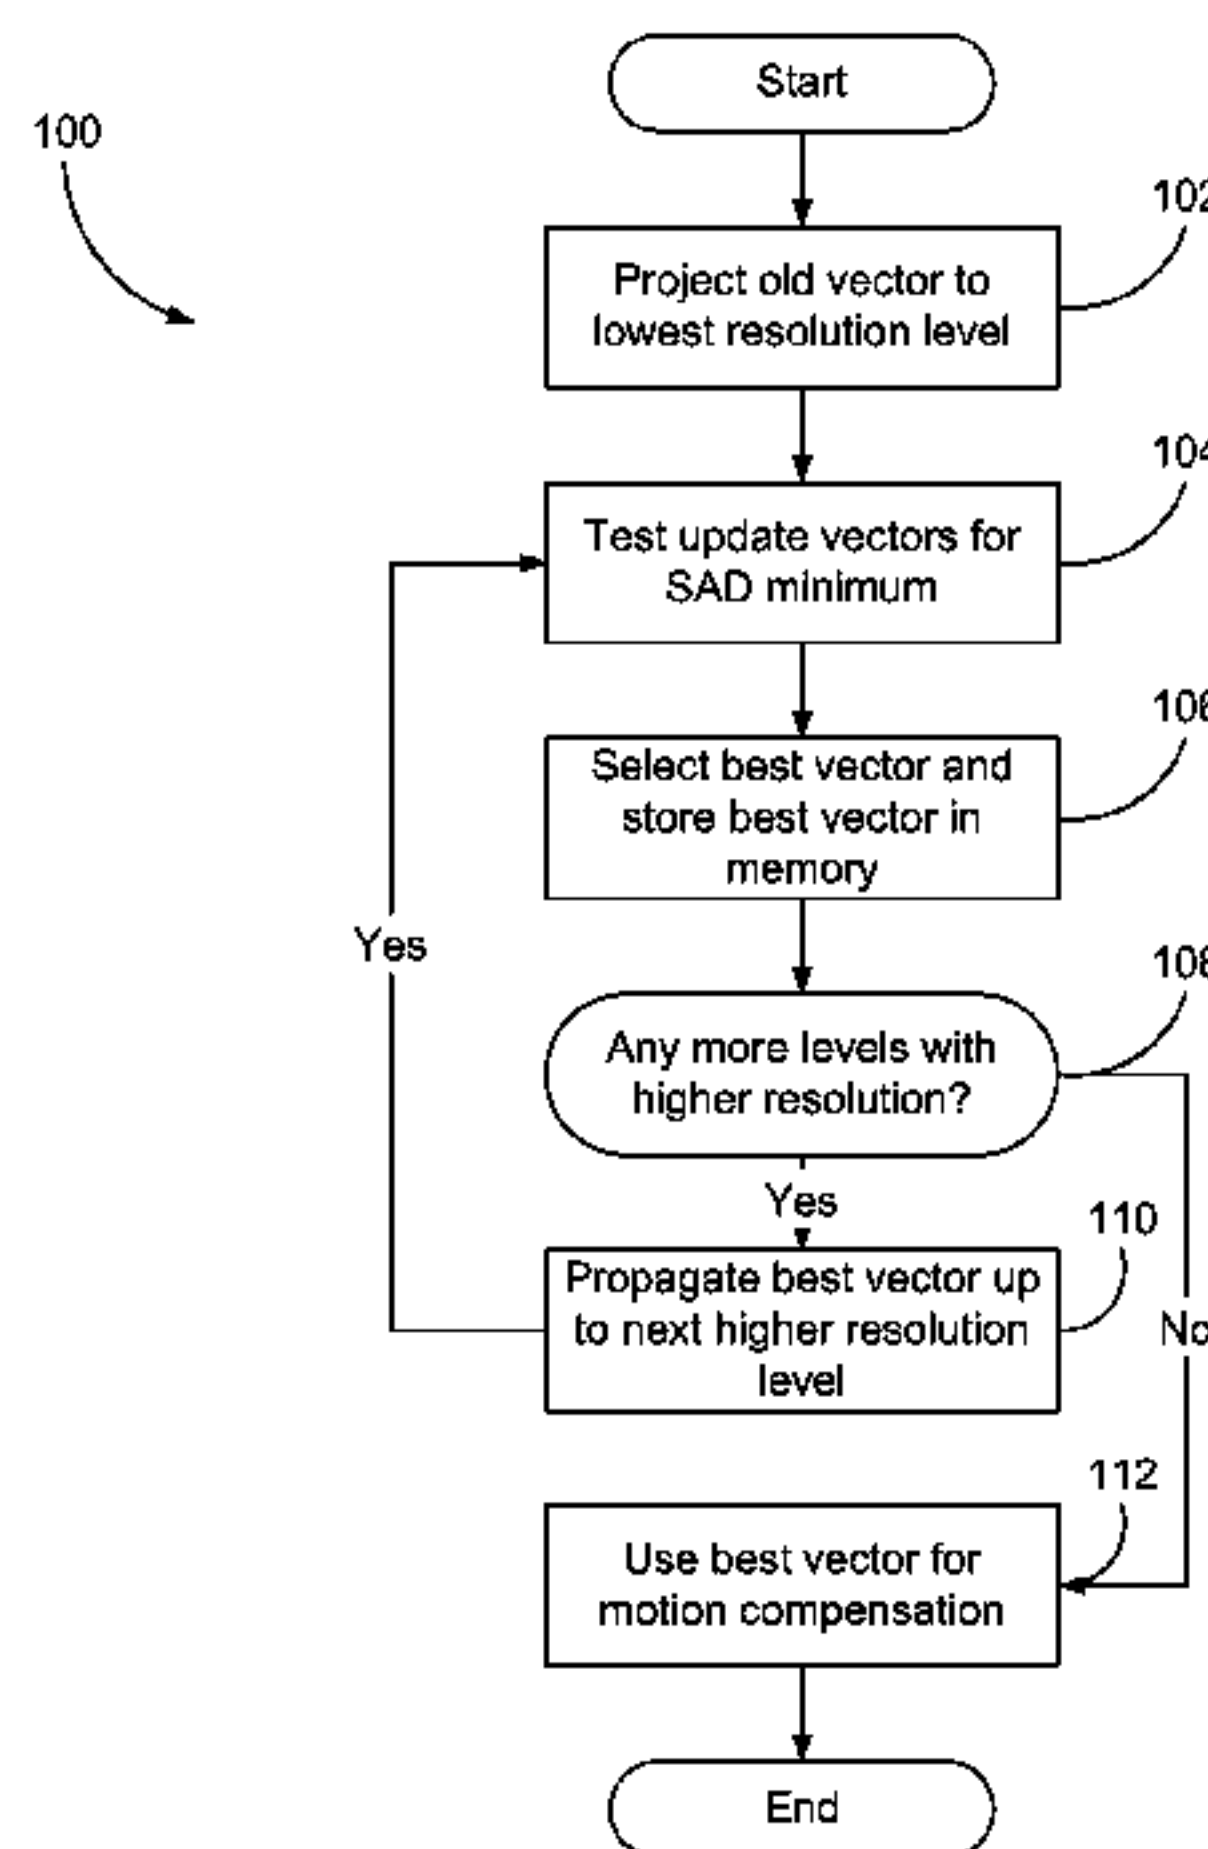 Start
100
102
Project old vector to
lowest resolution level
104
Test update vectors for
SAD minimum
106
Select best vector and
store best vector in
memory
Yes
108
Any more levels with
higher resolution?
Yes
110
Propagate best vector up
to next higher resolution
level
No
112
Use best vector for
motion compensation
End